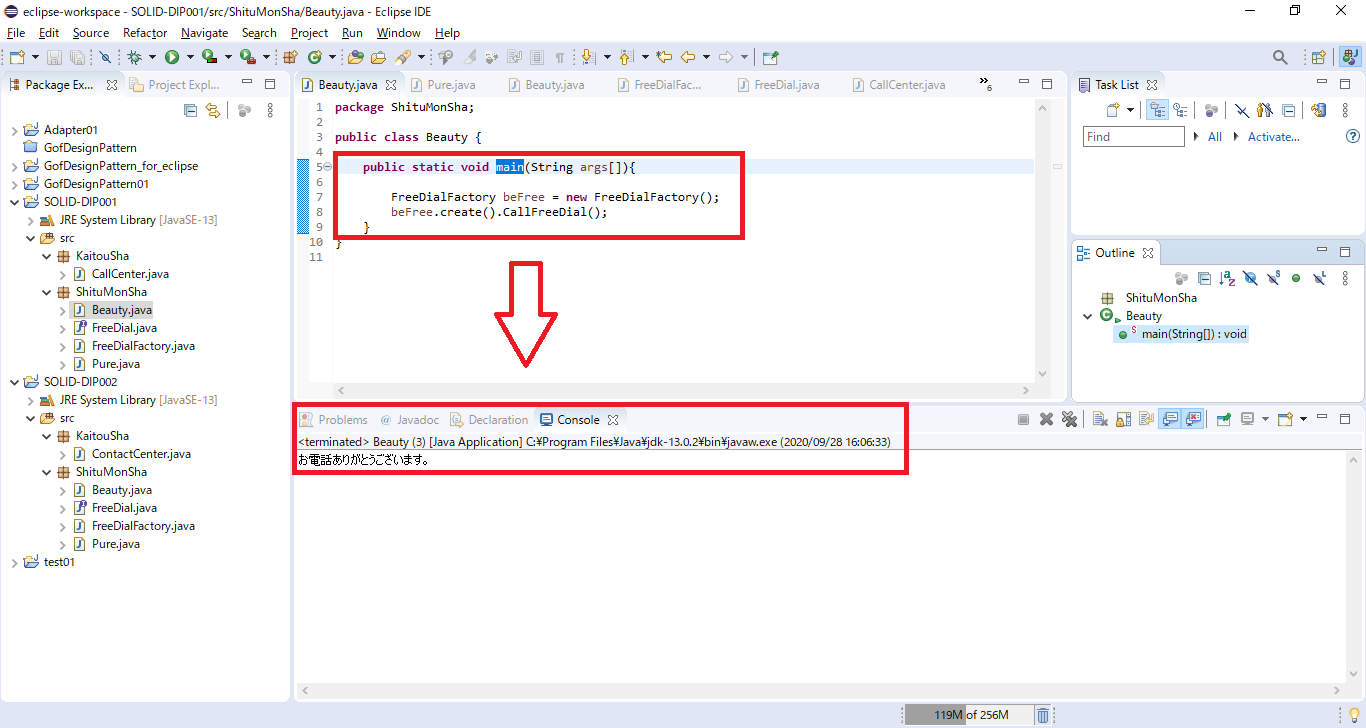 eclipse-workspace - SOLID-DIP001/src/ShituMonSha/Beauty.java - Eclipse IDE
File Edit Source Refactor Navigate Search Project Run Window Help
Package Ex... Project Expl...
Adapter01
GofDesignPattern
GofDesignPattern_for_eclipse
GofDesignPattern01
SOLID-DIP001
JRE System Library [JavaSE-13]
src
KaitouSha
CallCenter.java
ShituMonSha
Beauty.java
FreeDial.java
FreeDialFactory.java
Pure.java
SOLID-DIP002
JRE System Library [JavaSE-13]
src
KaitouSha
ContactCenter.java
ShituMonSha
Beauty.java
FreeDial.java
FreeDialFactory.java
Pure.java
test01
Beauty.java Pure.java Beauty.java FreeDialFac... FreeDial.java CallCenter.java »6
1 package ShituMonSha;
2
3 public class Beauty {
4
5 public static void main(String args[]){
6
7 FreeDialFactory beFree = new FreeDialFactory();
8 beFree.create().CallFreeDial();
9 }
10 }
11
Task List
Find All Activate...
Outline
ShituMonSha
Beauty
main(String[]) : void
Problems @ Javadoc Declaration Console
<terminated> Beauty (3) [Java Application] C:¥Program Files¥Java¥jdk-13.0.2¥bin¥javaw.exe (2020/09/28 16:06:33)
お電話ありがとうございます。
119M of 256M